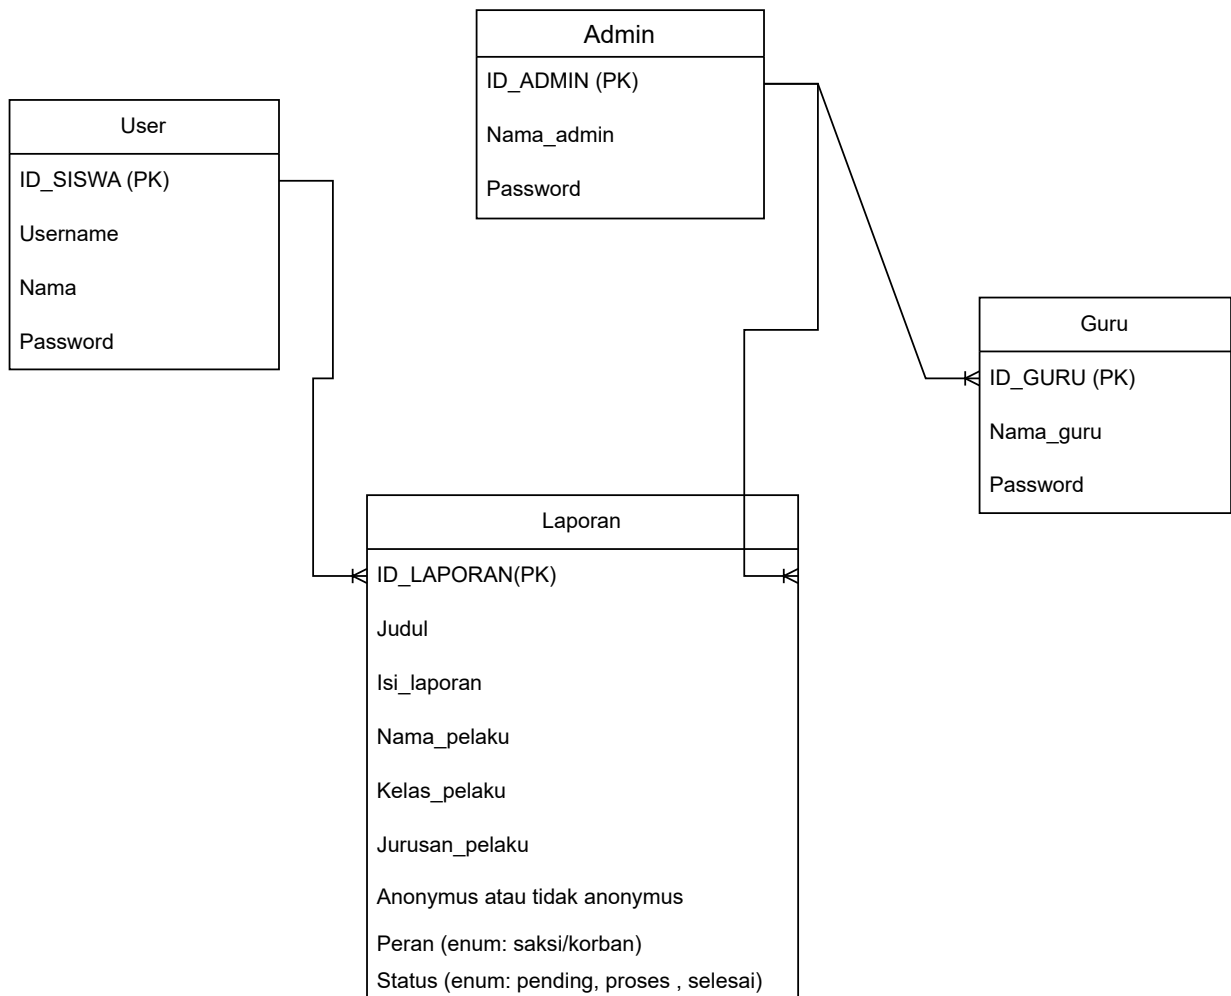 Admin
ID_ADMIN (PK)
Nama_admin
Password
User
ID_SISWA (PK)
Username
Nama
Password
Guru
ID_GURU (PK)
Nama_guru
Password
Laporan
ID_LAPORAN(PK)
Judul
Isi_laporan
Nama_pelaku
Kelas_pelaku
Jurusan_pelaku
Anonymus atau tidak anonymus
Peran (enum: saksi/korban)
Status (enum: pending, proses , selesai)